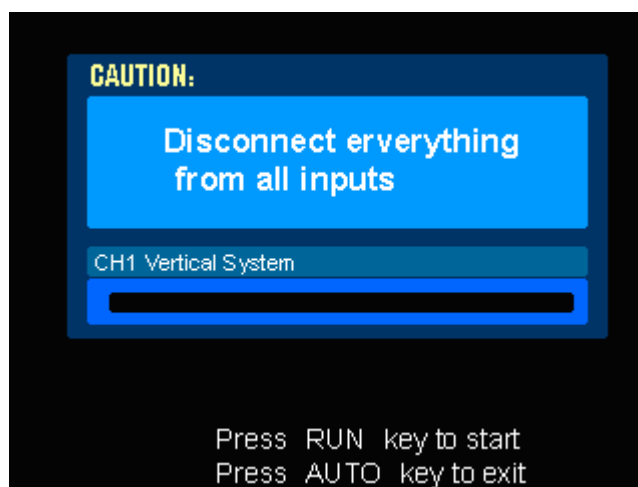 CAUTION:
Disconnect erverything
from all inputs
CH1 Vertical System
Press RUN key to start
Press AUTO key to exit